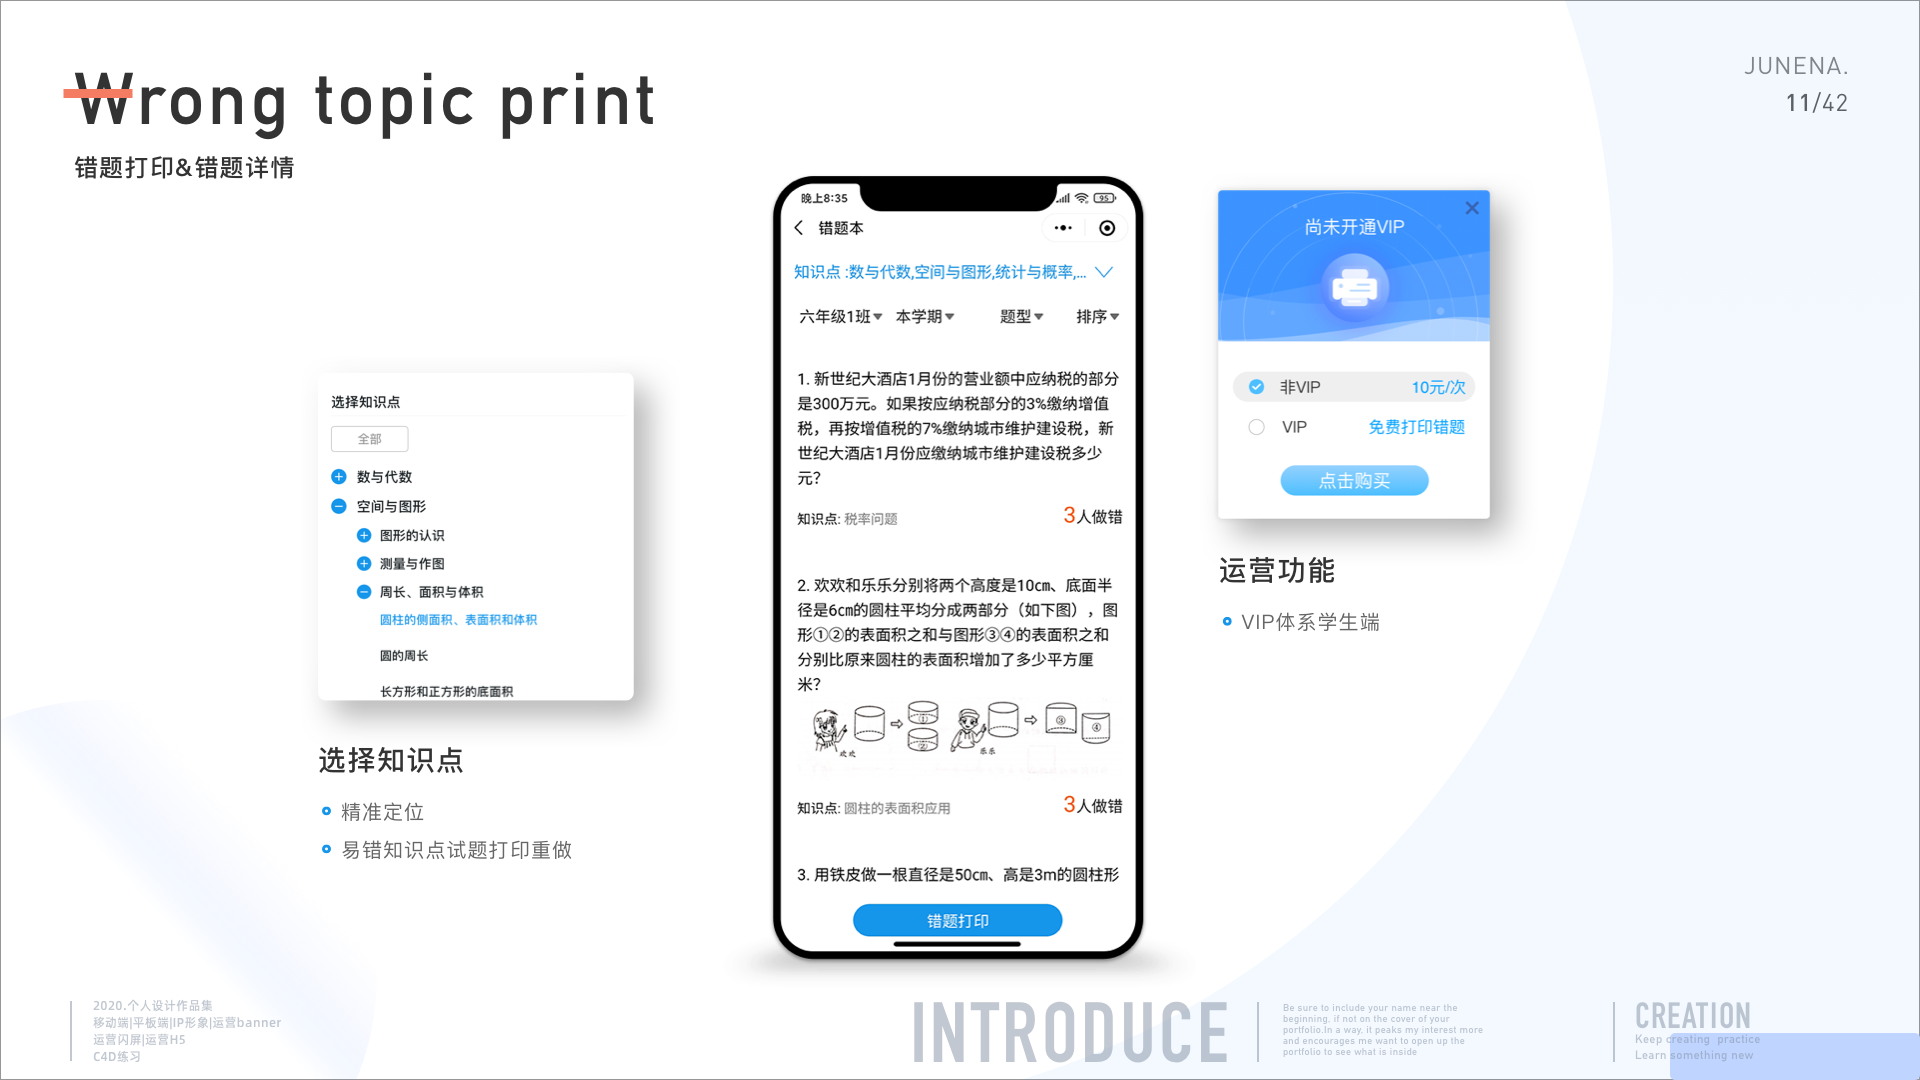 Wrong topic print
错题打印&错题详情
JUNENA.
11/42
选择知识点
全部
数与代数
空间与图形
图形的认识
测量与作图
周长、面积与体积
圆柱的侧面积、表面积和体积
圆的周长
长方形和正方形的底面积
选择知识点
精准定位
易错知识点试题打印重做
晚上8:35
95
错题本
知识点 :数与代数,空间与图形,统计与概率,...
六年级1班 本学期 题型 排序
1. 新世纪大酒店1月份的营业额中应纳税的部分
是300万元。如果按应纳税部分的3%缴纳增值
税，再按增值税的7%缴纳城市维护建设税，新
世纪大酒店1月份应缴纳城市维护建设税多少
元?
知识点: 税率问题 3人做错
2. 欢欢和乐乐分别将两个高度是10㎝、底面半
径是6㎝的圆柱平均分成两部分（如下图），图
形①②的表面积之和与图形③④的表面积之和
分别比原来圆柱的表面积增加了多少平方厘
米?
① ② ③ ④
欢欢 乐乐
知识点: 圆柱的表面积应用 3人做错
3. 用铁皮做一根直径是50㎝、高是3m的圆柱形
错题打印
尚未开通VIP
非VIP 10元/次
VIP 免费打印错题
点击购买
运营功能
VIP体系学生端
2020.个人设计作品集
移动端|平板端|IP形象|运营banner
运营闪屏|运营H5
C4D练习
INTRODUCE
Be sure to include your name near the
beginning. if not on the cover of your
portfolio.In a way. it peaks my interest more
and encourages me want to open up the
portfolio to see what is inside
CREATION
Keep creating practice
Learn something new